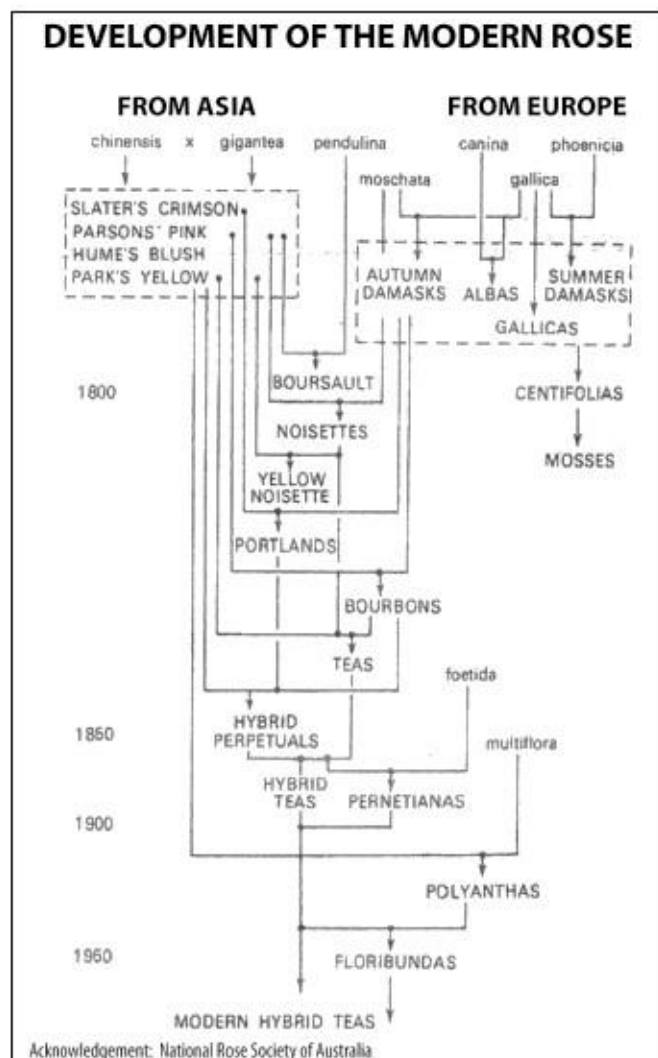 DEVELOPMENT OF THE MODERN ROSE
FROM ASIA FROM EUROPE
chinensis x gigantea pendulina canina phoenicia
moschata gallica
SLATER'S CRIMSON
PARSONS' PINK
HUME'S BLUSH
PARK'S YELLOW
AUTUMN
DAMASKS
ALBAS
SUMMER
DAMASKS
GALLICAS
BOURSAULT
1800
CENTIFOLIAS
NOISETTES
MOSSES
YELLOW
NOISETTE
PORTLANDS
BOURBONS
TEAS
foetida
1850
HYBRID
PERPETUALS
multiflora
HYBRID
TEAS
PERNETIANAS
1900
POLYANTHAS
1950
FLORIBUNDAS
MODERN HYBRID TEAS
Acknowledgement: National Rose Society of Australia